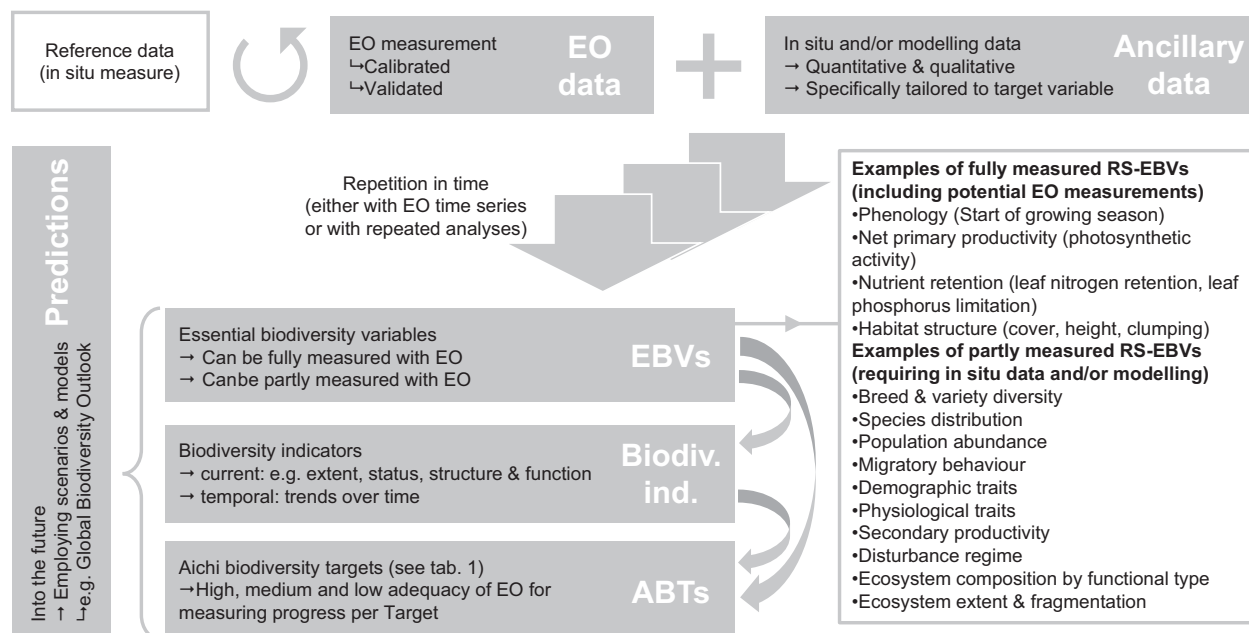 Reference data
(in situ measure)
EO measurement
↳Calibrated
↳Validated
EO
data
In situ and/or modelling data
→ Quantitative & qualitative
→ Specifically tailored to target variable
Ancillary
data
Repetition in time
(either with EO time series
or with repeated analyses)
Predictions
Into the future
→ Employing scenarios & models
↳e.g. Global Biodiversity Outlook
Essential biodiversity variables
→ Can be fully measured with EO
→ Canbe partly measured with EO
EBVs
Biodiversity indicators
→ current: e.g. extent, status, structure & function
→ temporal: trends over time
Biodiv.
ind.
Aichi biodiversity targets (see tab. 1)
→High, medium and low adequacy of EO for
measuring progress per Target
ABTs
Examples of fully measured RS-EBVs
(including potential EO measurements)
•Phenology (Start of growing season)
•Net primary productivity (photosynthetic
activity)
•Nutrient retention (leaf nitrogen retention, leaf
phosphorus limitation)
•Habitat structure (cover, height, clumping)
Examples of partly measured RS-EBVs
(requiring in situ data and/or modelling)
•Breed & variety diversity
•Species distribution
•Population abundance
•Migratory behaviour
•Demographic traits
•Physiological traits
•Secondary productivity
•Disturbance regime
•Ecosystem composition by functional type
•Ecosystem extent & fragmentation